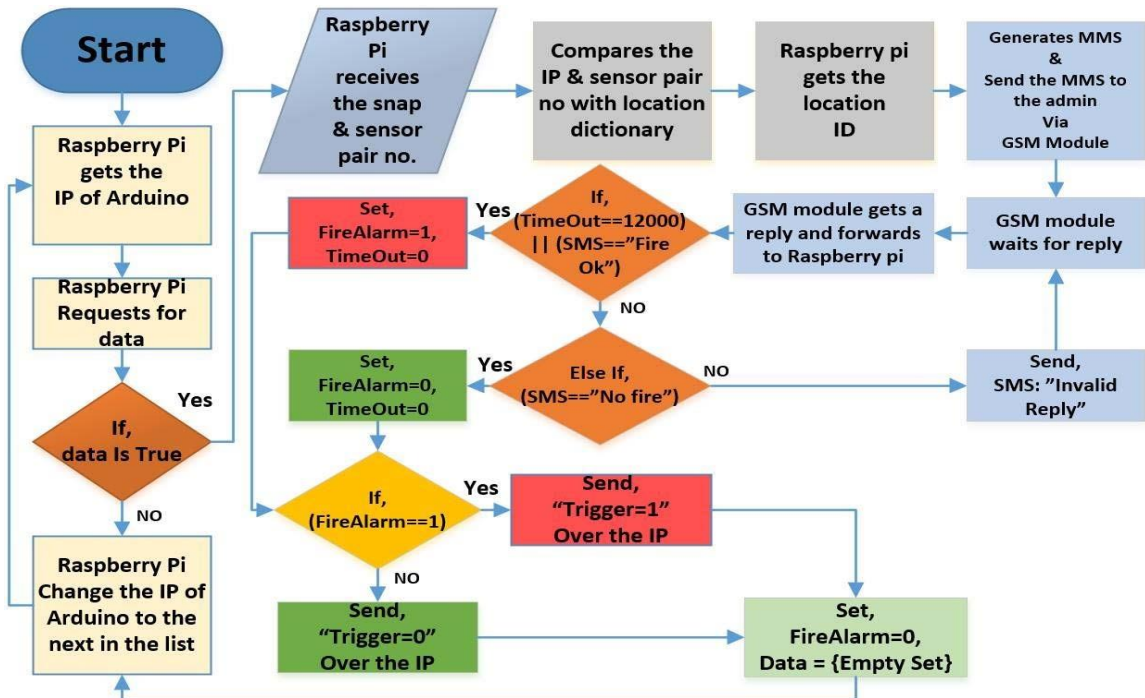 Start
Raspberry Pi
gets the
IP of Arduino
Raspberry Pi
Requests for
data
If,
data Is True
Yes
NO
Raspberry Pi
Change the IP of
Arduino to the
next in the list
Raspberry
Pi
receives
the snap
& sensor
pair no.
Compares the
IP & sensor pair
no with location
dictionary
Raspberry pi
gets the
location
ID
Generates MMS
&
Send the MMS to
the admin
Via
GSM Module
GSM module
waits for reply
GSM module gets a
reply and forwards
to Raspberry pi
If,
(TimeOut==12000)
|| (SMS=="Fire
Ok”)
Yes
NO
Set,
FireAlarm=1,
TimeOut=0
Else If,
(SMS==”No fire”)
Yes
NO
Send,
SMS: ”Invalid
Reply”
Set,
FireAlarm=0,
TimeOut=0
If,
(FireAlarm==1)
Yes
NO
Send,
“Trigger=1”
Over the IP
Send,
“Trigger=0”
Over the IP
Set,
FireAlarm=0,
Data = {Empty Set}